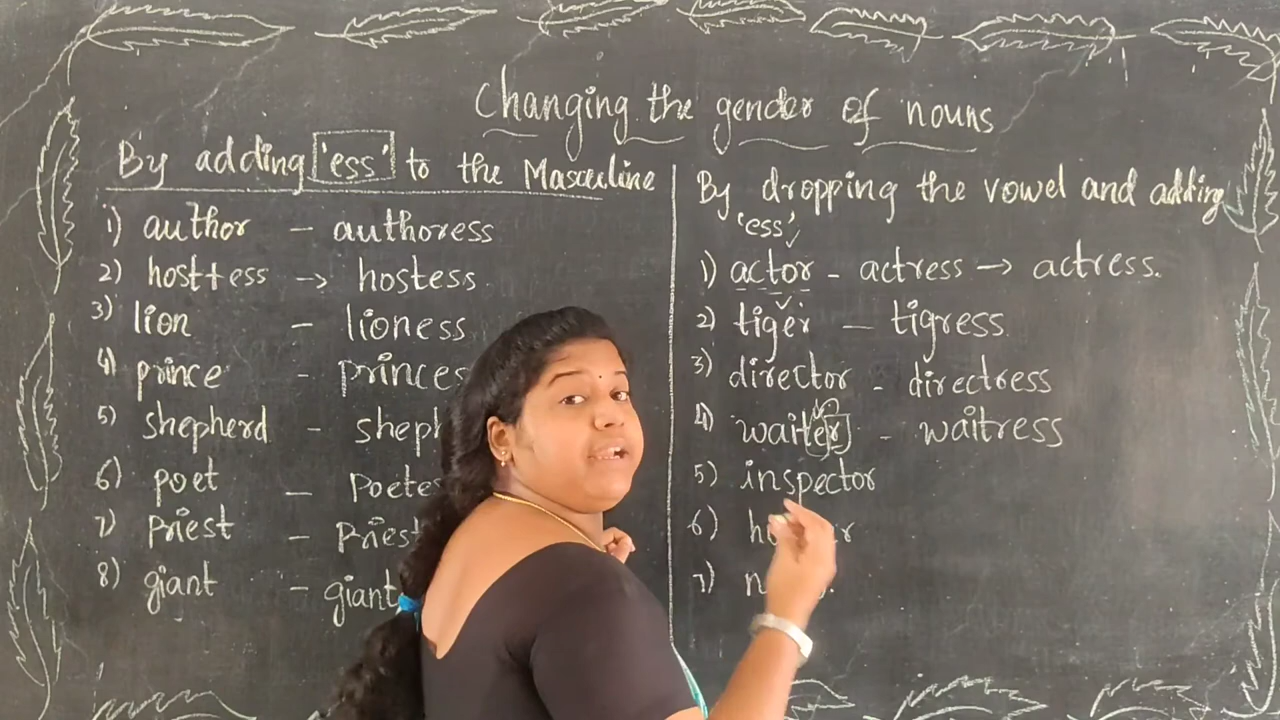 Changing the gender of nouns
By adding 'ess' to the Masculine
1) author - authoress
2) host+ess -> hostess
3) lion - lioness
4) prince - princes
5) shepherd - sheph
6) poet - Poetes
7) Priest - Priest
8) giant - giant
By dropping the vowel and adding
'ess'
1) actor - actress -> actress.
2) tiger - tigress
3) director - directress
4) waiter - waitress
5) inspector
6)
7)